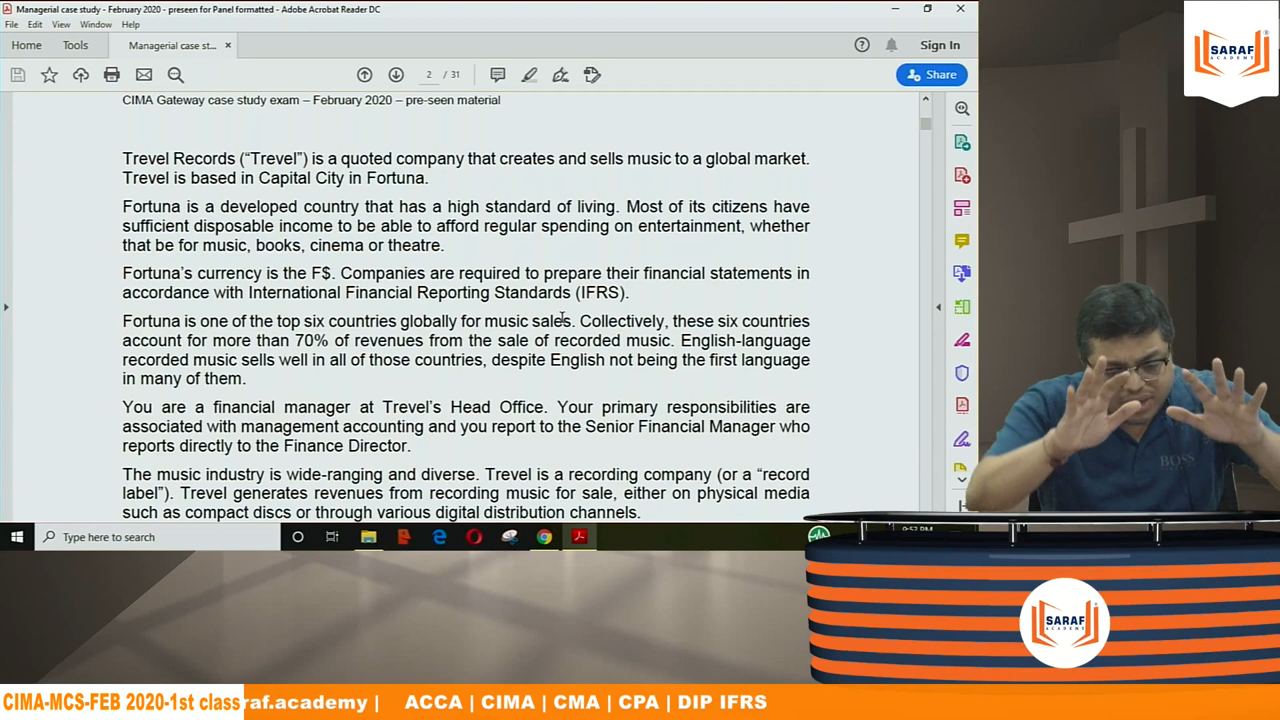 Managerial case study - February 2020 - preseen for Panel formatted - Adobe Acrobat Reader DC
File Edit View Window Help
Home Tools Managerial case st... × Sign In
2 / 31 Share
CIMA Gateway case study exam – February 2020 – pre-seen material
Trevel Records (“Trevel”) is a quoted company that creates and sells music to a global market.
Trevel is based in Capital City in Fortuna.
Fortuna is a developed country that has a high standard of living. Most of its citizens have
sufficient disposable income to be able to afford regular spending on entertainment, whether
that be for music, books, cinema or theatre.
Fortuna’s currency is the F$. Companies are required to prepare their financial statements in
accordance with International Financial Reporting Standards (IFRS).
Fortuna is one of the top six countries globally for music sales. Collectively, these six countries
account for more than 70% of revenues from the sale of recorded music. English-language
recorded music sells well in all of those countries, despite English not being the first language
in many of them.
You are a financial manager at Trevel’s Head Office. Your primary responsibilities are
associated with management accounting and you report to the Senior Financial Manager who
reports directly to the Finance Director.
The music industry is wide-ranging and diverse. Trevel is a recording company (or a “record
label”). Trevel generates revenues from recording music for sale, either on physical media
such as compact discs or through various digital distribution channels.
Type here to search
SARAF
ACADEMY
BOSS
SARAF
ACADEMY
CIMA-MCS-FEB 2020-1st class
raf.academy | ACCA | CIMA | CMA | CPA | DIP IFRS